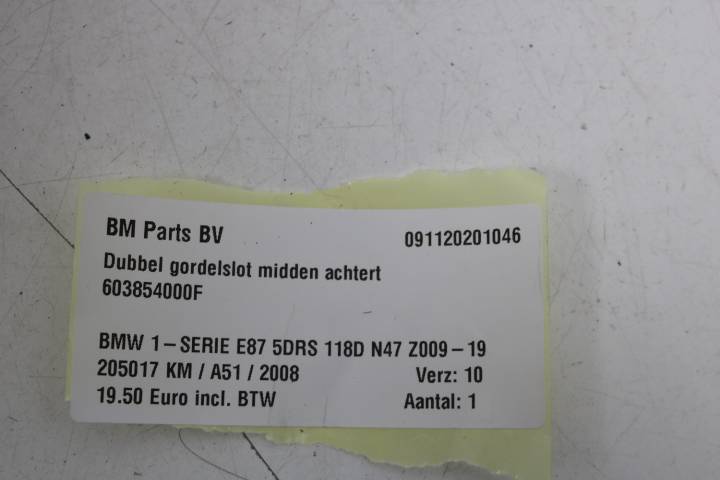 BM Parts BV 091120201046
Dubbel gordelslot midden achtert
603854000F
BMW 1-SERIE E87 5DRS 118D N47 Z009-19
205017 KM / A51 / 2008 Verz: 10
19.50 Euro incl. BTW Aantal: 1